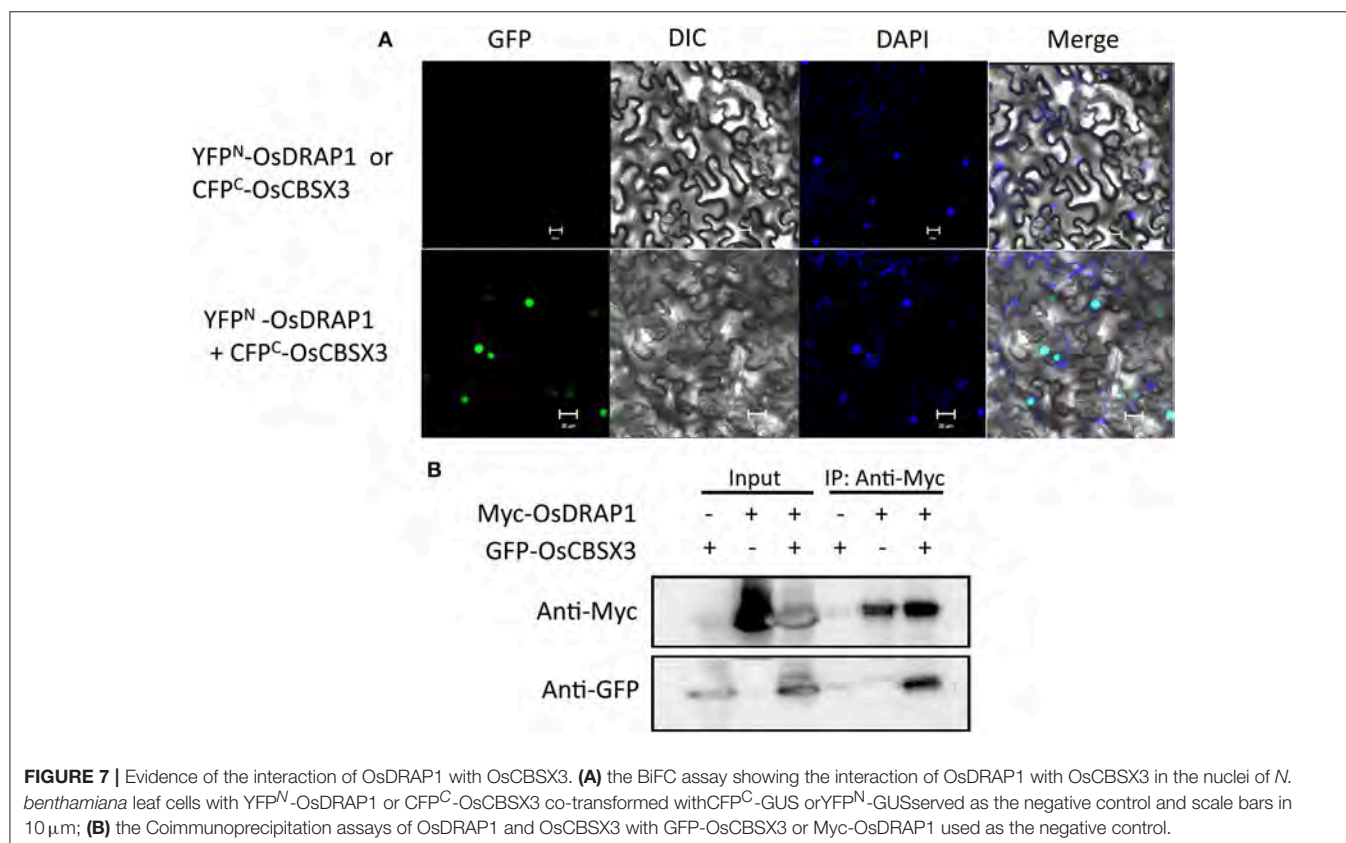 A
GFP DIC DAPI Merge
YFPᴺ-OsDRAP1 or
CFPᶜ-OsCBSX3
YFPᴺ -OsDRAP1
+ CFPᶜ-OsCBSX3
B
Input IP: Anti-Myc
Myc-OsDRAP1 - + + - + +
GFP-OsCBSX3 + - + + - +
Anti-Myc
Anti-GFP
FIGURE 7 | Evidence of the interaction of OsDRAP1 with OsCBSX3. (A) the BiFC assay showing the interaction of OsDRAP1 with OsCBSX3 in the nuclei of N.
benthamiana leaf cells with YFPᴺ-OsDRAP1 or CFPᶜ-OsCBSX3 co-transformed withCFPᶜ-GUS orYFPᴺ-GUSserved as the negative control and scale bars in
10 μm; (B) the Coimmunoprecipitation assays of OsDRAP1 and OsCBSX3 with GFP-OsCBSX3 or Myc-OsDRAP1 used as the negative control.